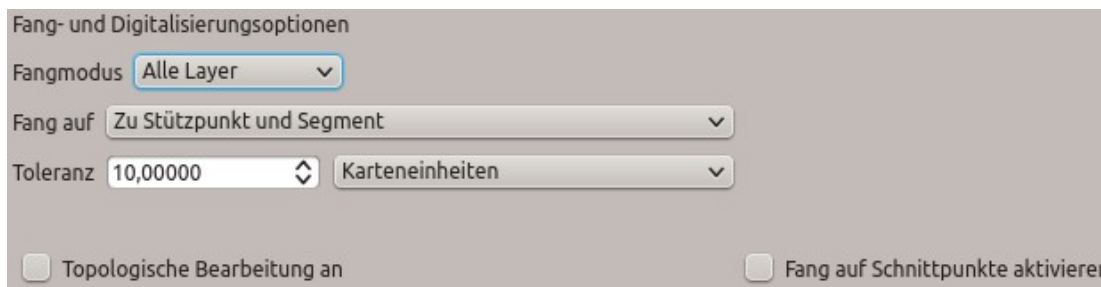 Fang- und Digitalisierungsoptionen
Fangmodus Alle Layer
Fang auf Zu Stützpunkt und Segment
Toleranz 10,00000 Karteneinheiten
Topologische Bearbeitung an Fang auf Schnittpunkte aktivieren